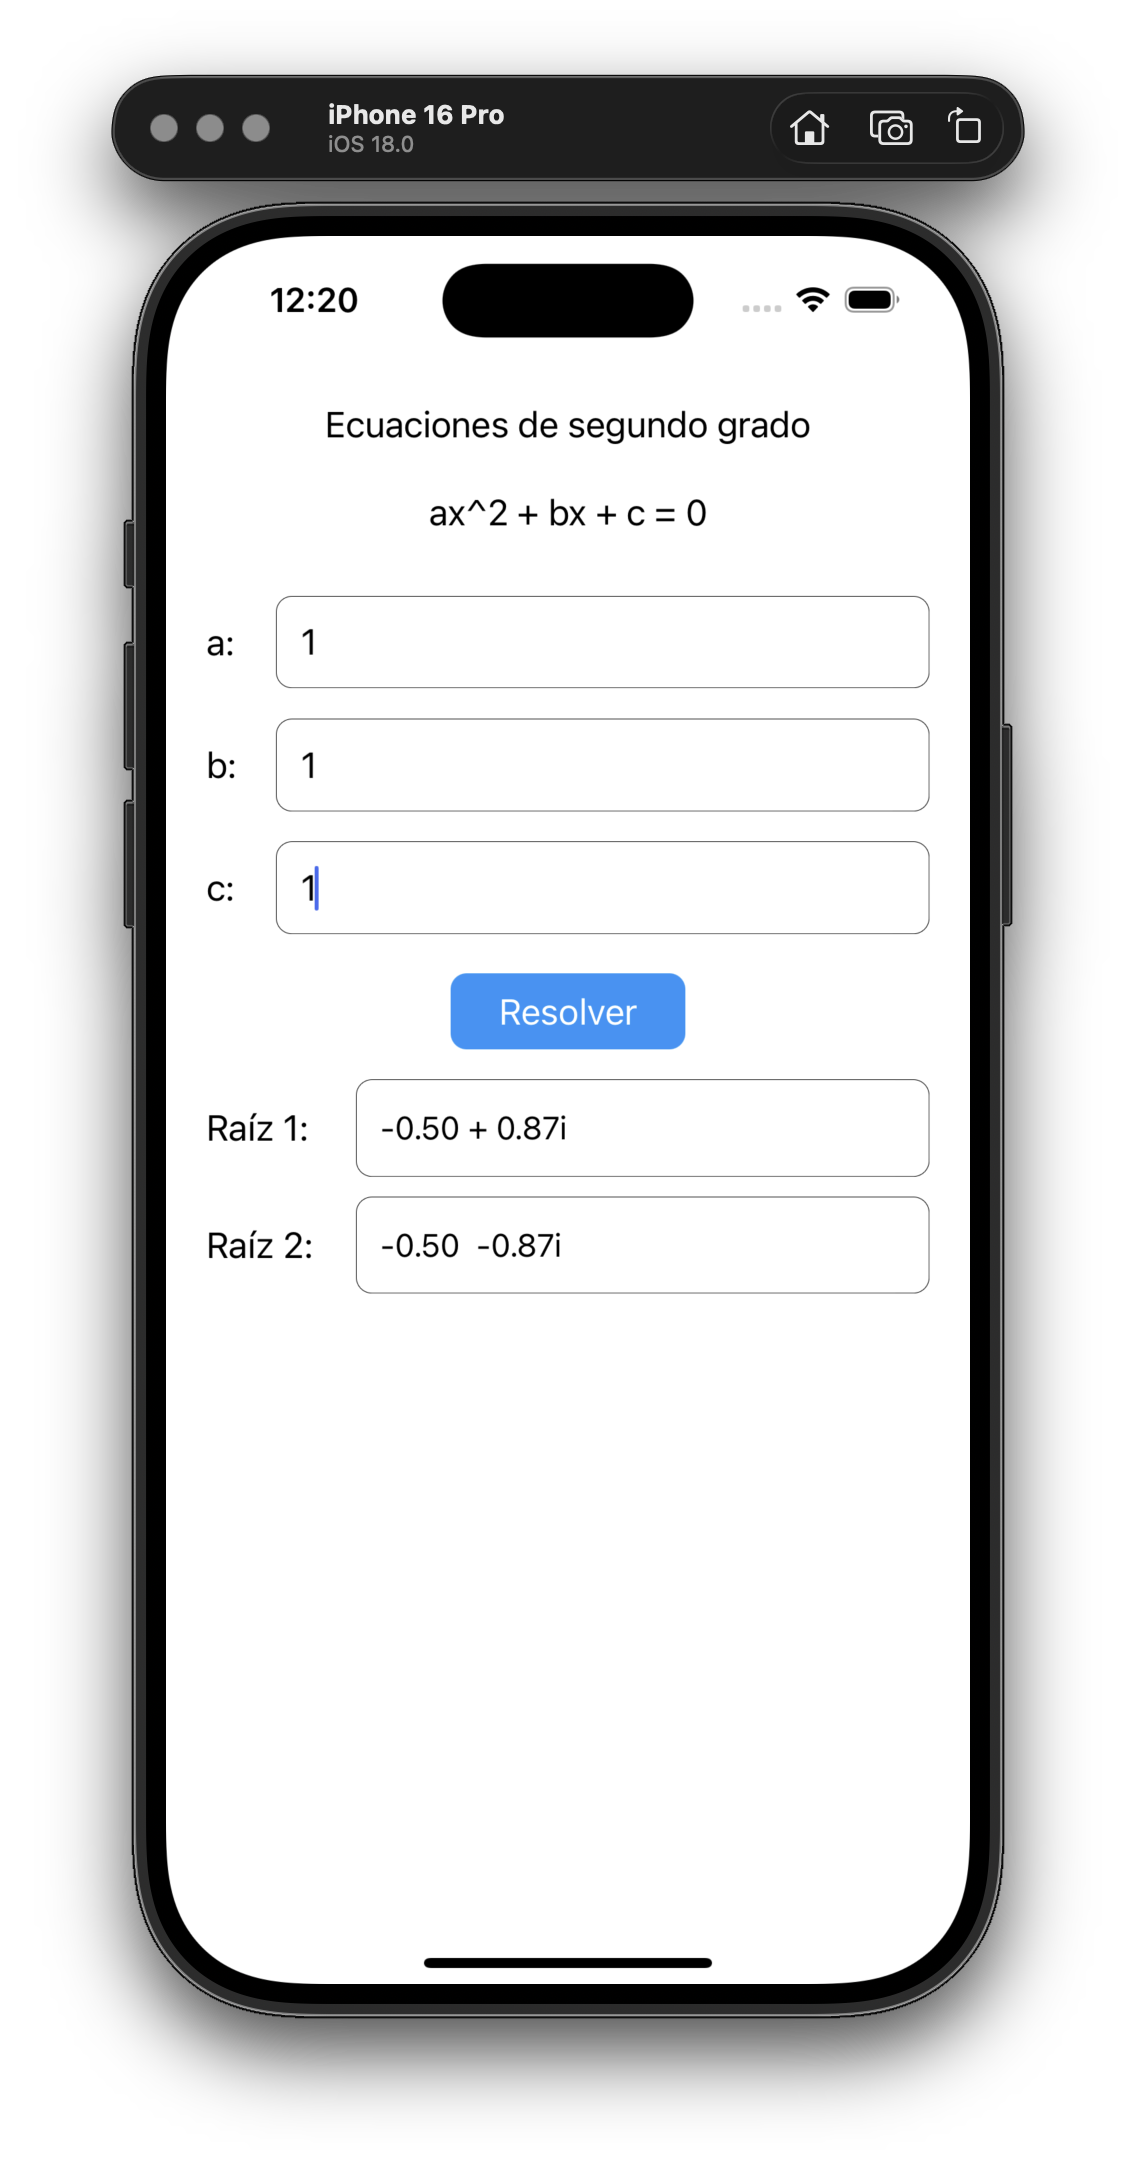 iPhone 16 Pro
iOS 18.0
12:20
Ecuaciones de segundo grado
ax^2 + bx + c = 0
a: 1
b: 1
c: 1
Resolver
Raíz 1: -0.50 + 0.87i
Raíz 2: -0.50  -0.87i